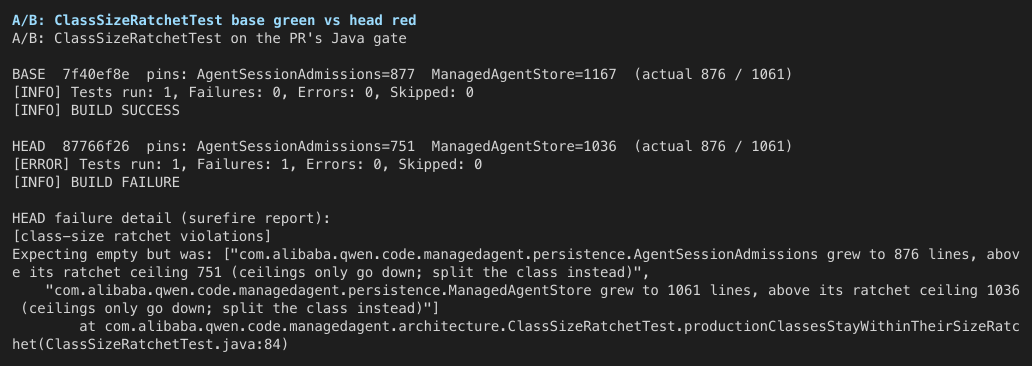 A/B: ClassSizeRatchetTest base green vs head red
A/B: ClassSizeRatchetTest on the PR's Java gate
BASE  7f40ef8e  pins: AgentSessionAdmissions=877  ManagedAgentStore=1167  (actual 876 / 1061)
[INFO] Tests run: 1, Failures: 0, Errors: 0, Skipped: 0
[INFO] BUILD SUCCESS
HEAD  87766f26  pins: AgentSessionAdmissions=751  ManagedAgentStore=1036  (actual 876 / 1061)
[ERROR] Tests run: 1, Failures: 1, Errors: 0, Skipped: 0
[INFO] BUILD FAILURE
HEAD failure detail (surefire report):
[class-size ratchet violations]
Expecting empty but was: ["com.alibaba.qwen.code.managedagent.persistence.AgentSessionAdmissions grew to 876 lines, abov
e its ratchet ceiling 751 (ceilings only go down; split the class instead)",
    "com.alibaba.qwen.code.managedagent.persistence.ManagedAgentStore grew to 1061 lines, above its ratchet ceiling 1036
 (ceilings only go down; split the class instead)"]
        at com.alibaba.qwen.code.managedagent.architecture.ClassSizeRatchetTest.productionClassesStayWithinTheirSizeRatc
het(ClassSizeRatchetTest.java:84)